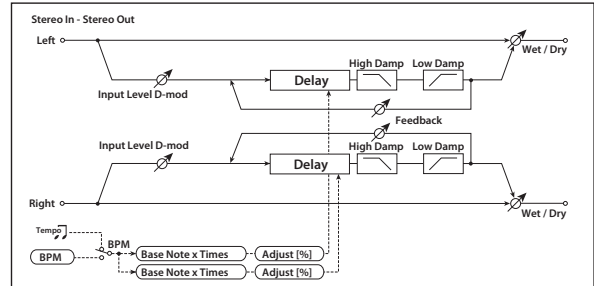 Stereo In - Stereo Out
Left
Wet / Dry
High Damp Low Damp
Delay
Input Level D-mod
Feedback
Input Level D-mod
High Damp Low Damp
Delay
Right
Wet / Dry
Tempo
BPM
BPM
Base Note x Times Adjust [%]
Base Note x Times Adjust [%]